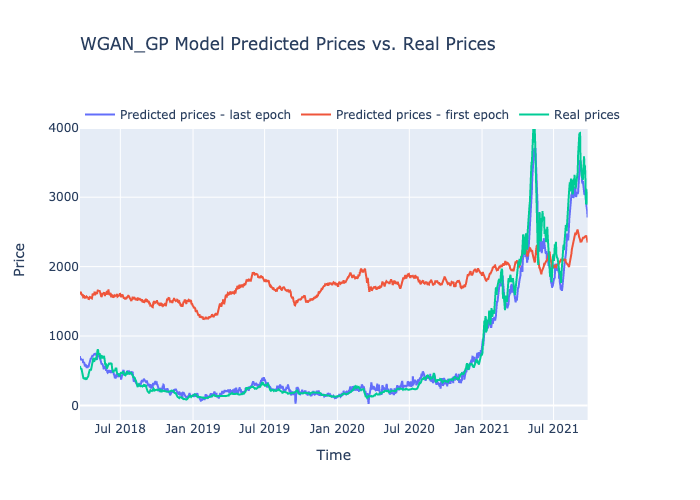 WGAN_GP Model Predicted Prices vs. Real Prices
Predicted prices - last epoch Predicted prices - first epoch Real prices
4000
3000
2000
1000
0
Price
Jul 2018 Jan 2019 Jul 2019 Jan 2020 Jul 2020 Jan 2021 Jul 2021
Time